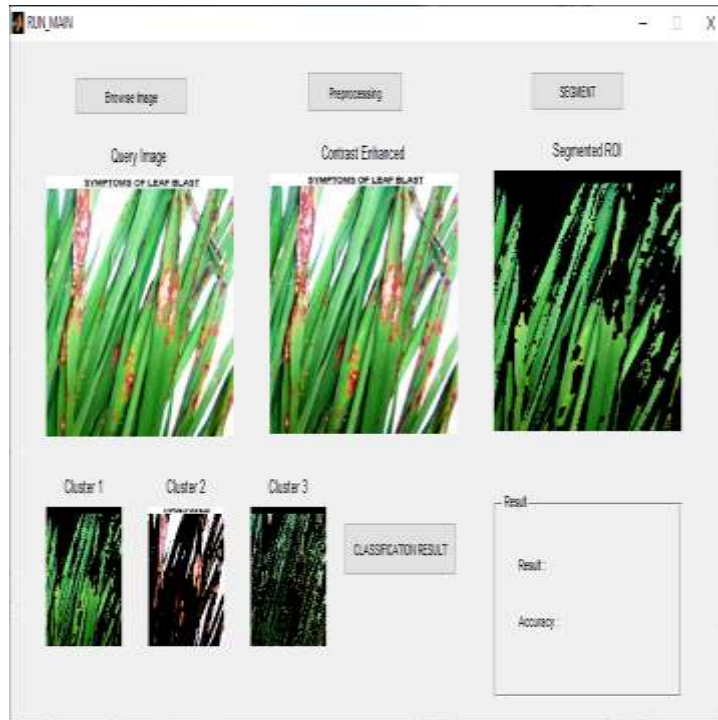 RUN_MAIN
Browse Image
Preprocessing
SEGMENT
Query Image
Contrast Enhanced
Segmented ROI
SYMPTOMS OF LEAF BLAST
SYMPTOMS OF LEAF BLAST
Cluster 1
Cluster 2
Cluster 3
CLASSIFICATION RESULT
Result
Result :
Accuracy :